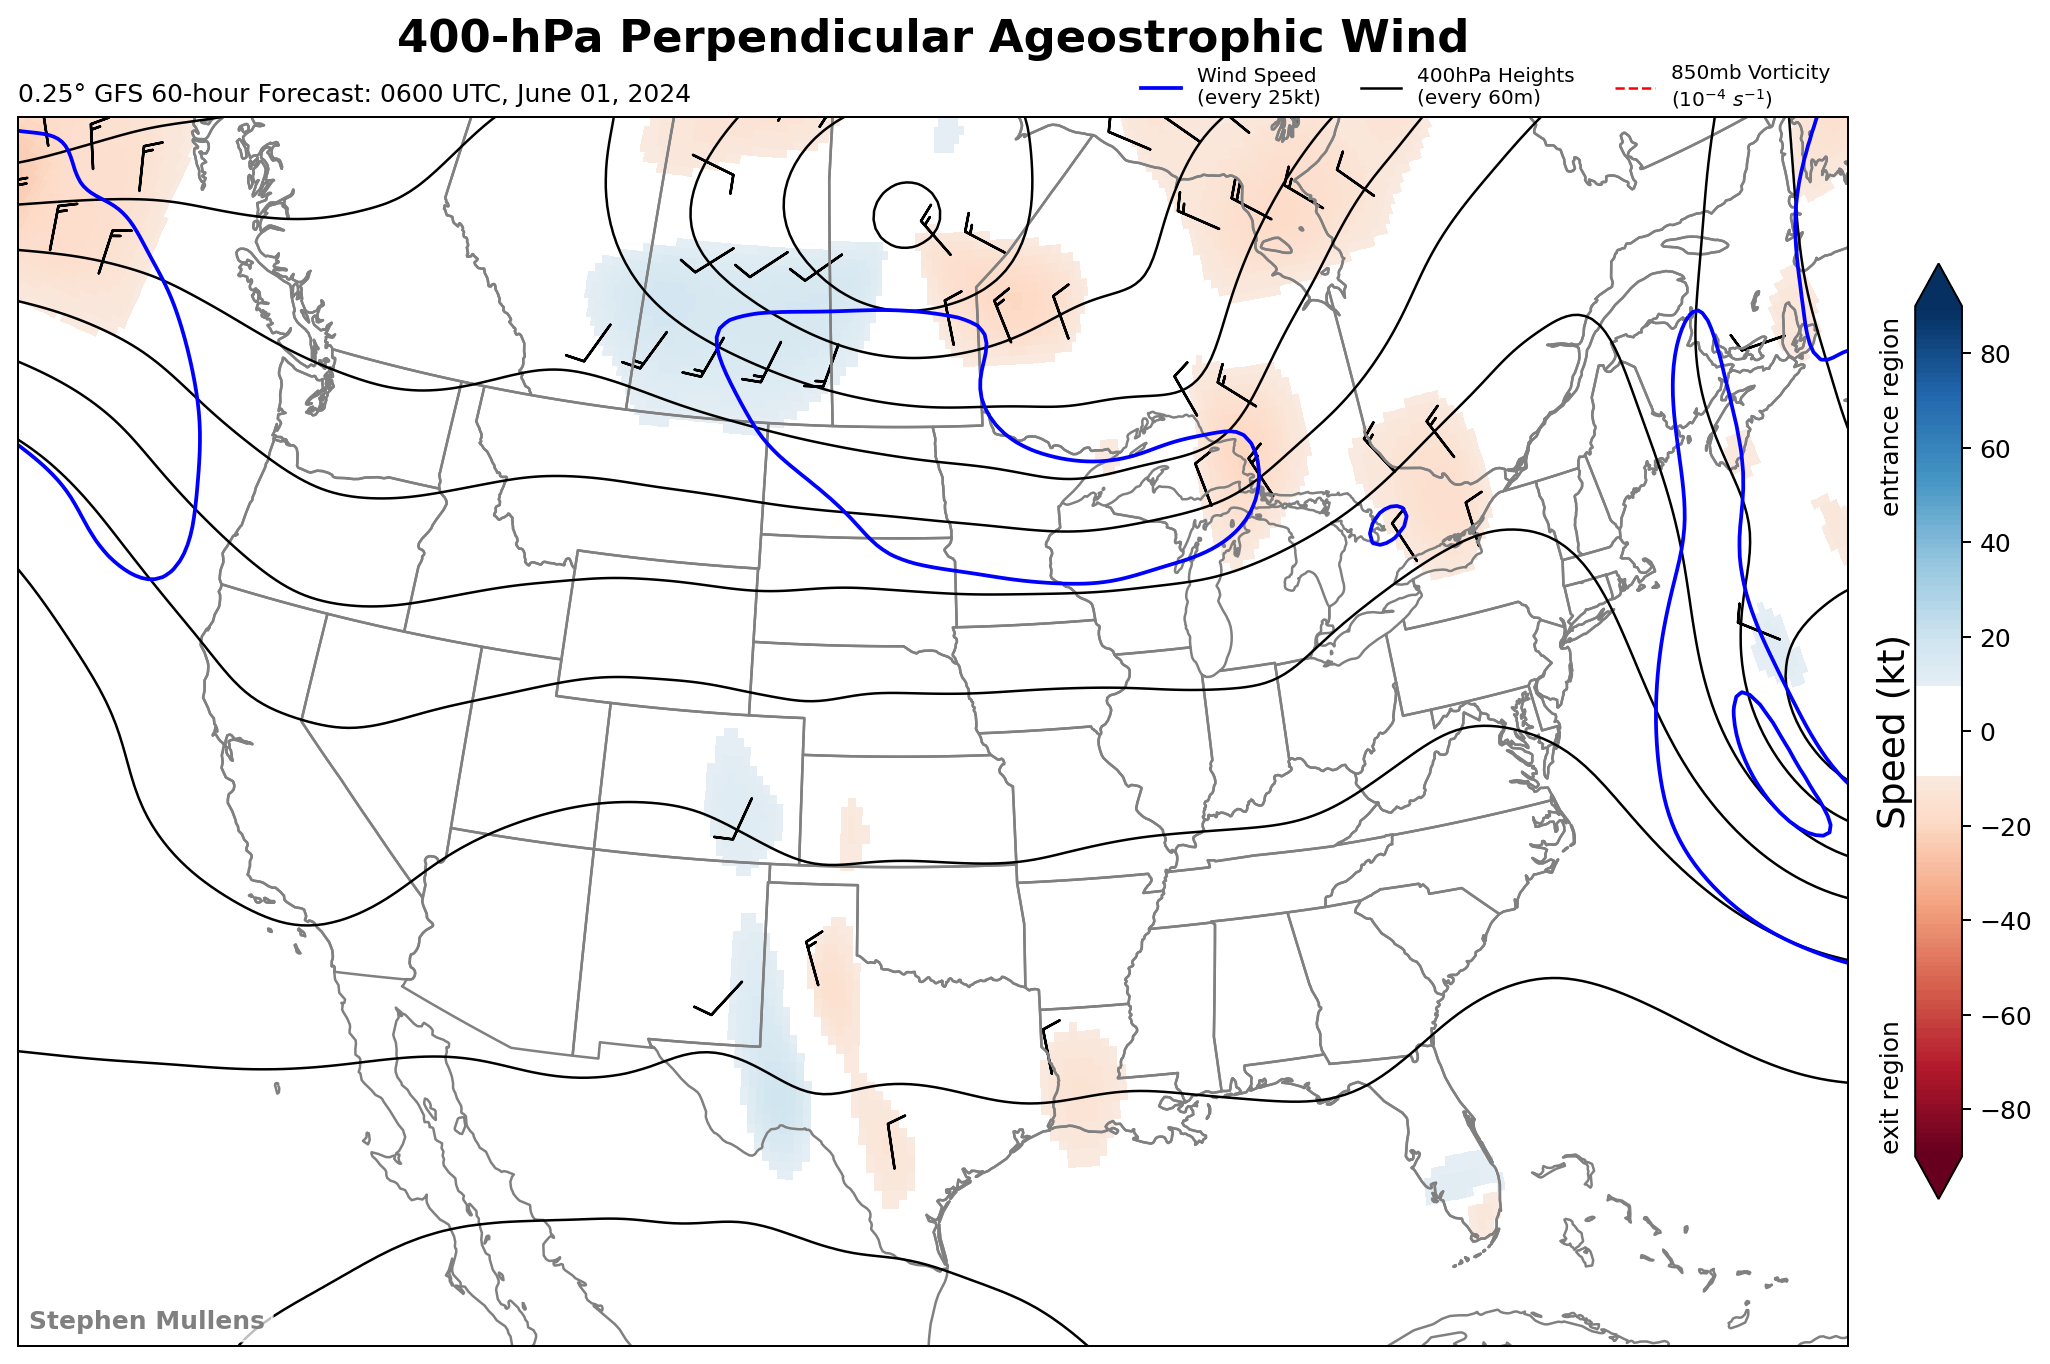 400-hPa Perpendicular Ageostrophic Wind
0.25° GFS 60-hour Forecast: 0600 UTC, June 01, 2024
Wind Speed
(every 25kt)
400hPa Heights
(every 60m)
850mb Vorticity
(10⁻⁴ s⁻¹)
entrance region
Speed (kt)
exit region
80
60
40
20
0
−20
−40
−60
−80
Stephen Mullens